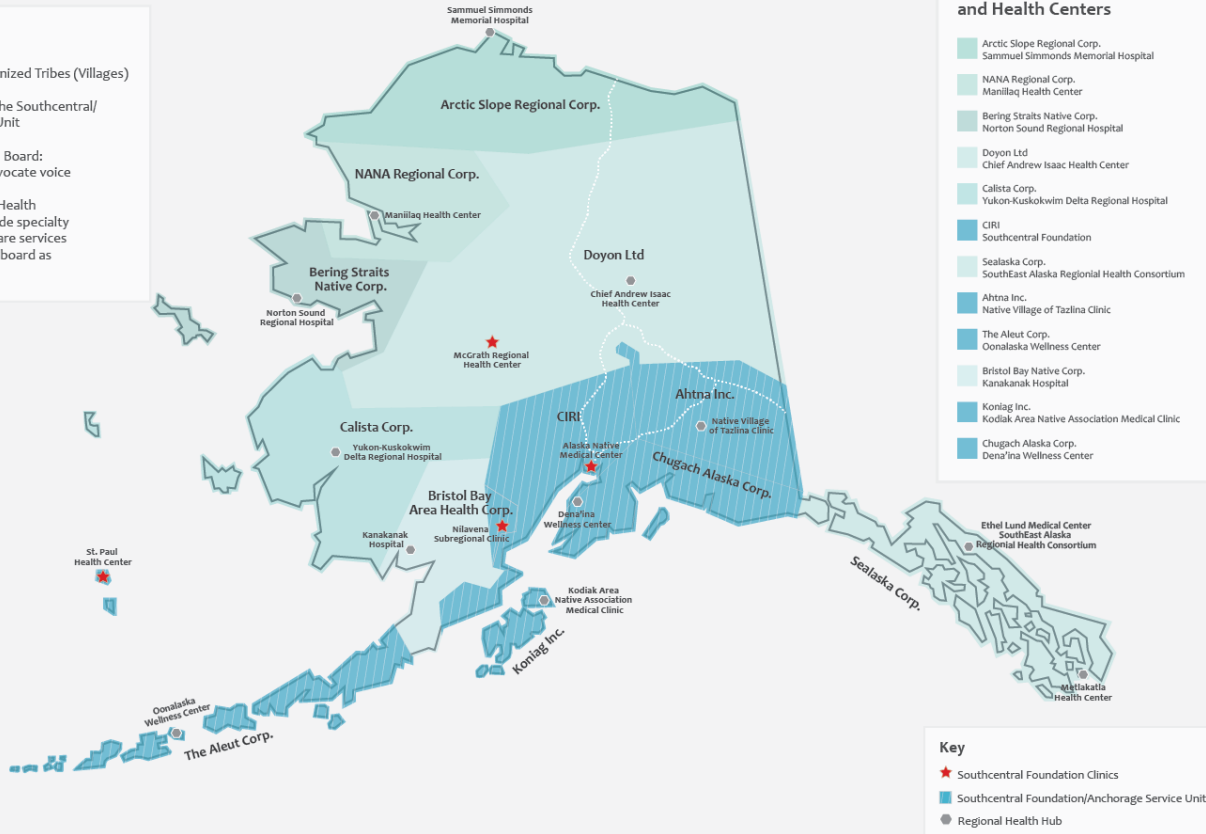 nized Tribes (Villages)
he Southcentral/
Unit
Board:
vocate voice
Health
de specialty
are services
board as
Sammuel Simmonds
Memorial Hospital
Arctic Slope Regional Corp.
NANA Regional Corp.
Maniilaq Health Center
Bering Straits
Native Corp.
Norton Sound
Regional Hospital
Doyon Ltd
Chief Andrew Isaac
Health Center
McGrath Regional
Health Center
CIRI
Ahtna Inc.
Native Village
of Tazlina Clinic
Calista Corp.
Yukon-Kuskokwim
Delta Regional Hospital
Alaska Native
Medical Center
Chugach Alaska Corp.
Bristol Bay
Area Health Corp.
Nilavena
Subregional Clinic
Dena'ina
Wellness Center
Kanakanak
Hospital
St. Paul
Health Center
Kodiak Area
Native Association
Medical Clinic
Koniag Inc.
Oonalaska
Wellness Center
The Aleut Corp.
Ethel Lund Medical Center
SouthEast Alaska
Regionial Health Consortium
Sealaska Corp.
Metlakatla
Health Center
and Health Centers
Arctic Slope Regional Corp.
Sammuel Simmonds Memorial Hospital
NANA Regional Corp.
Maniilaq Health Center
Bering Straits Native Corp.
Norton Sound Regional Hospital
Doyon Ltd
Chief Andrew Isaac Health Center
Calista Corp.
Yukon-Kuskokwim Delta Regional Hospital
CIRI
Southcentral Foundation
Sealaska Corp.
SouthEast Alaska Regionial Health Consortium
Ahtna Inc.
Native Village of Tazlina Clinic
The Aleut Corp.
Oonalaska Wellness Center
Bristol Bay Native Corp.
Kanakanak Hospital
Koniag Inc.
Kodiak Area Native Association Medical Clinic
Chugach Alaska Corp.
Dena'ina Wellness Center
Key
Southcentral Foundation Clinics
Southcentral Foundation/Anchorage Service Unit
Regional Health Hub